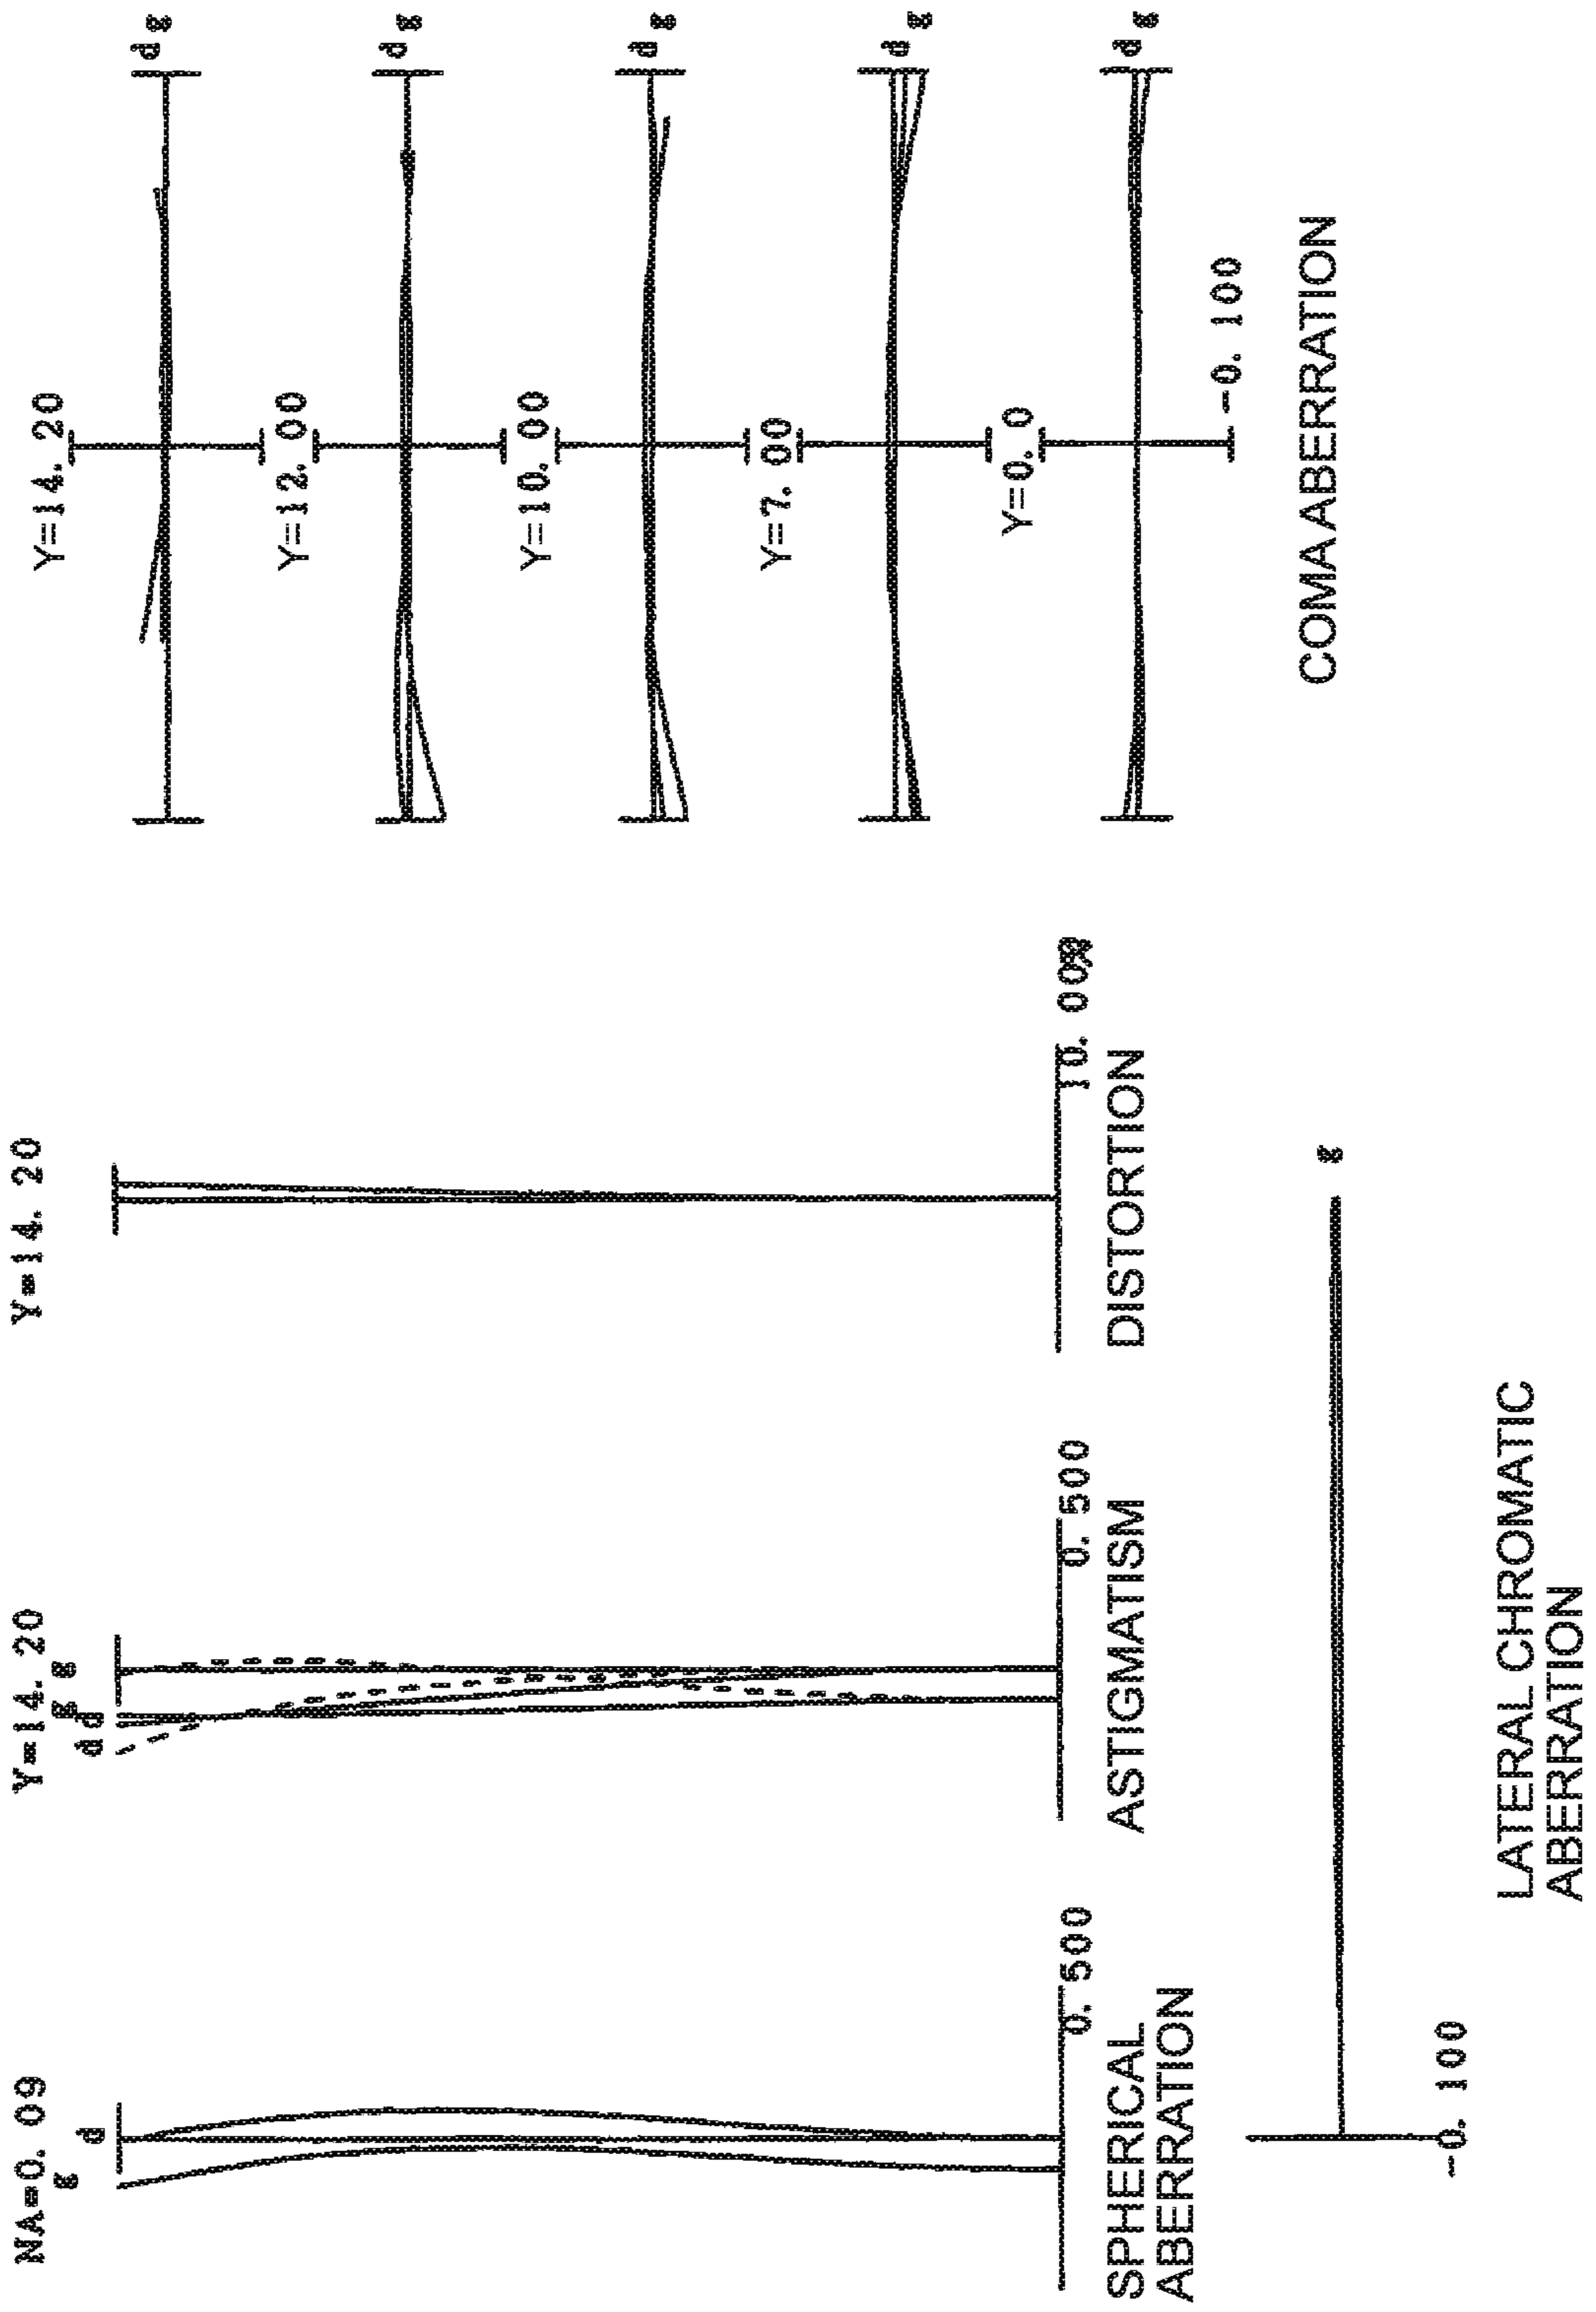 NA=0.09
g d
0.500
SPHERICAL
ABERRATION
Y=14.20
d d g g
0.500
ASTIGMATISM
Y=14.20
10.00%
DISTORTION
Y=14.20
d g
Y=12.00
d g
Y=10.00
d g
Y=7.00
d g
Y=0.0
d g
-0.100
COMA ABERRATION
g
-0.100
LATERAL CHROMATIC
ABERRATION